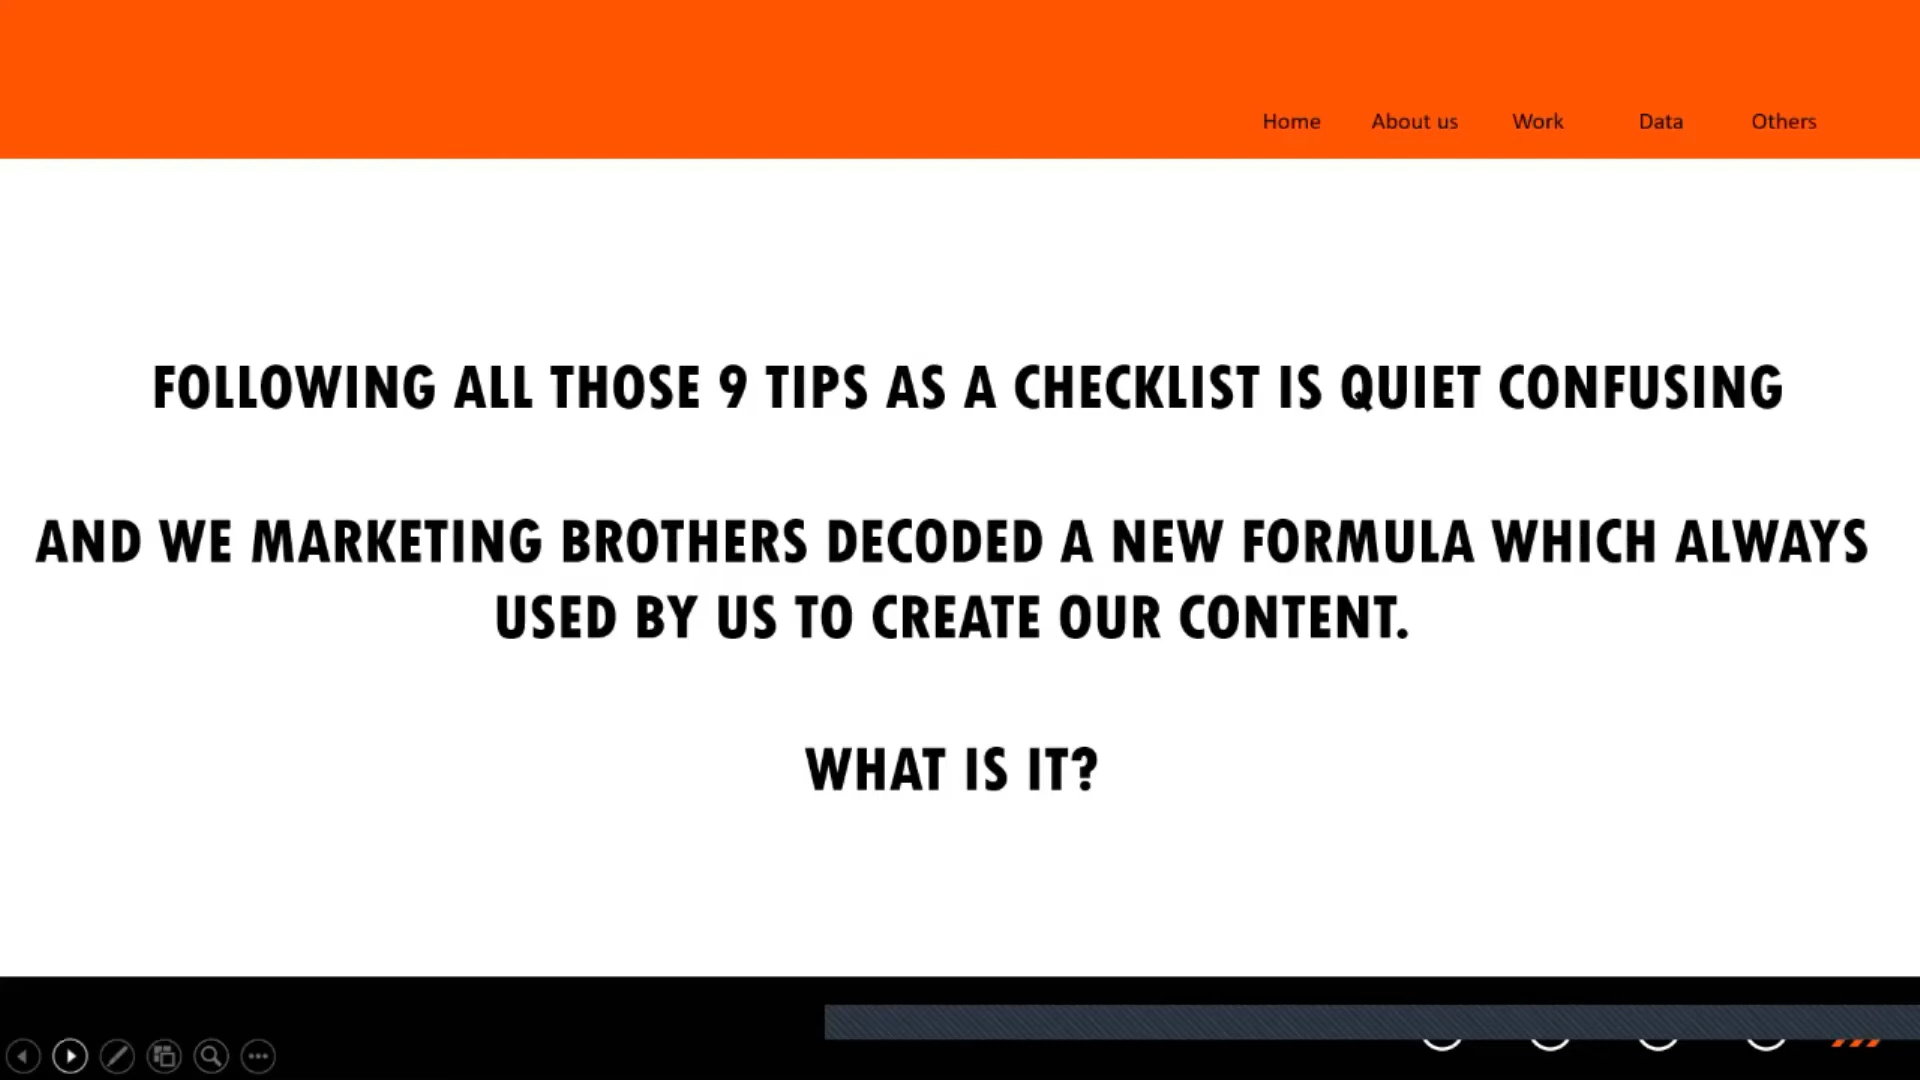 Home About us Work Data Others
FOLLOWING ALL THOSE 9 TIPS AS A CHECKLIST IS QUIET CONFUSING
AND WE MARKETING BROTHERS DECODED A NEW FORMULA WHICH ALWAYS
USED BY US TO CREATE OUR CONTENT.
WHAT IS IT?